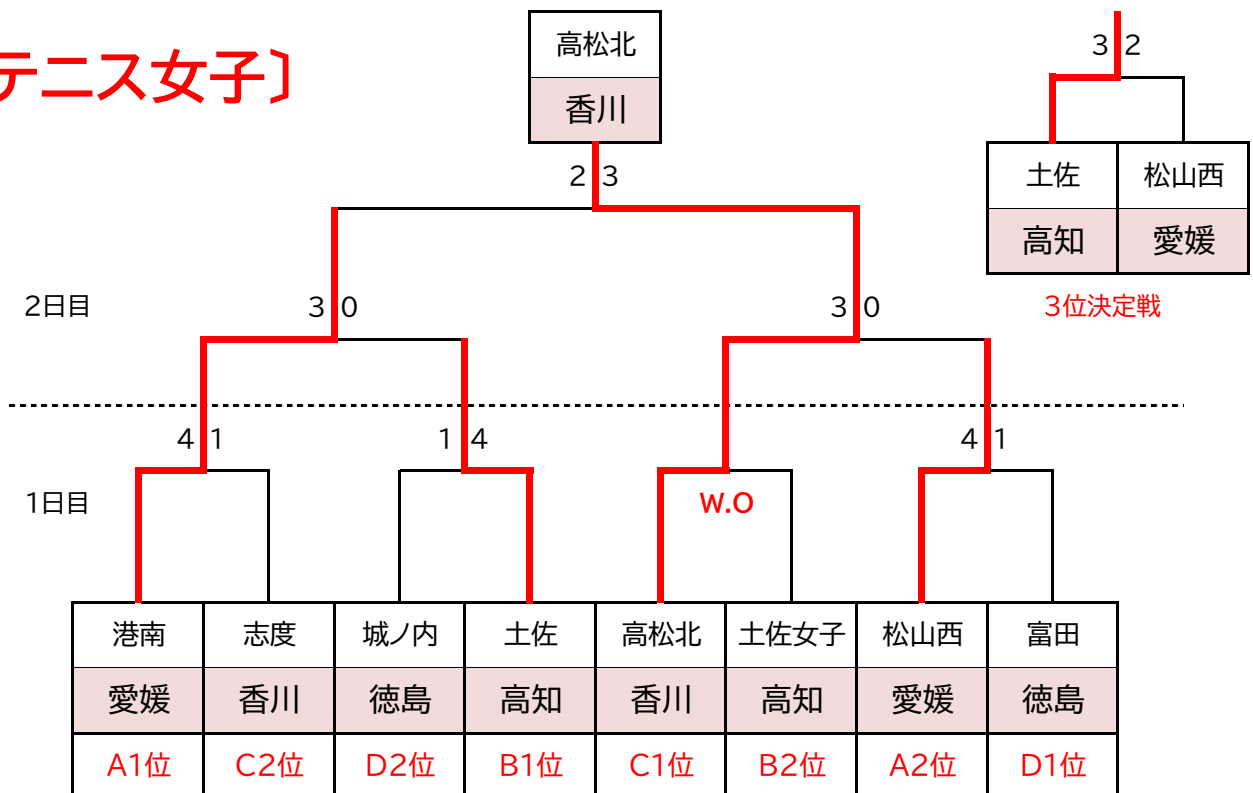 高松北
3 2
テニス女子〕
香川
2 3
土佐 松山西
高知 愛媛
2日目
3 0
3 0
3位決定戦
4 1
1 4
4 1
1日目
W.O
港南 志度 城ノ内 土佐 高松北 土佐女子 松山西 富田
愛媛 香川 徳島 高知 香川 高知 愛媛 徳島
A1位 C2位 D2位 B1位 C1位 B2位 A2位 D1位